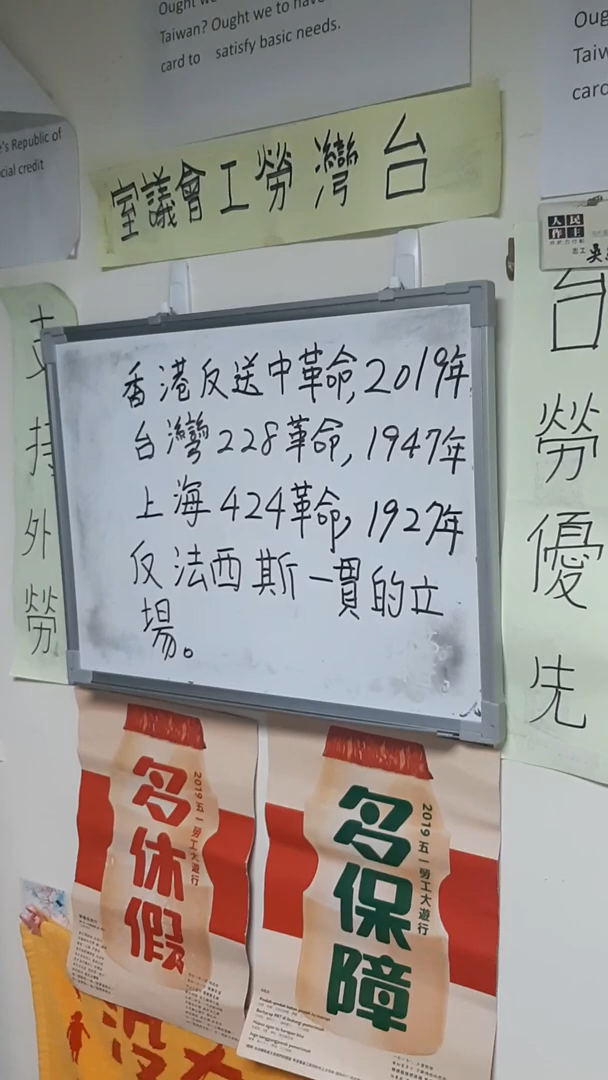 Taiwan? Ought we to have
card to satisfy basic needs.
's Republic of
cial credit
Taiw
card
室議會工勞灣台
人民
作主
志工
支持外勞
台勞優先
香港反送中革命,2019年
台灣228革命,1947年
上海424革命,1927年
反法西斯一貫的立
場。
多休假
2019五一勞工大遊行
多保障
2019五一勞工大遊行
沒有